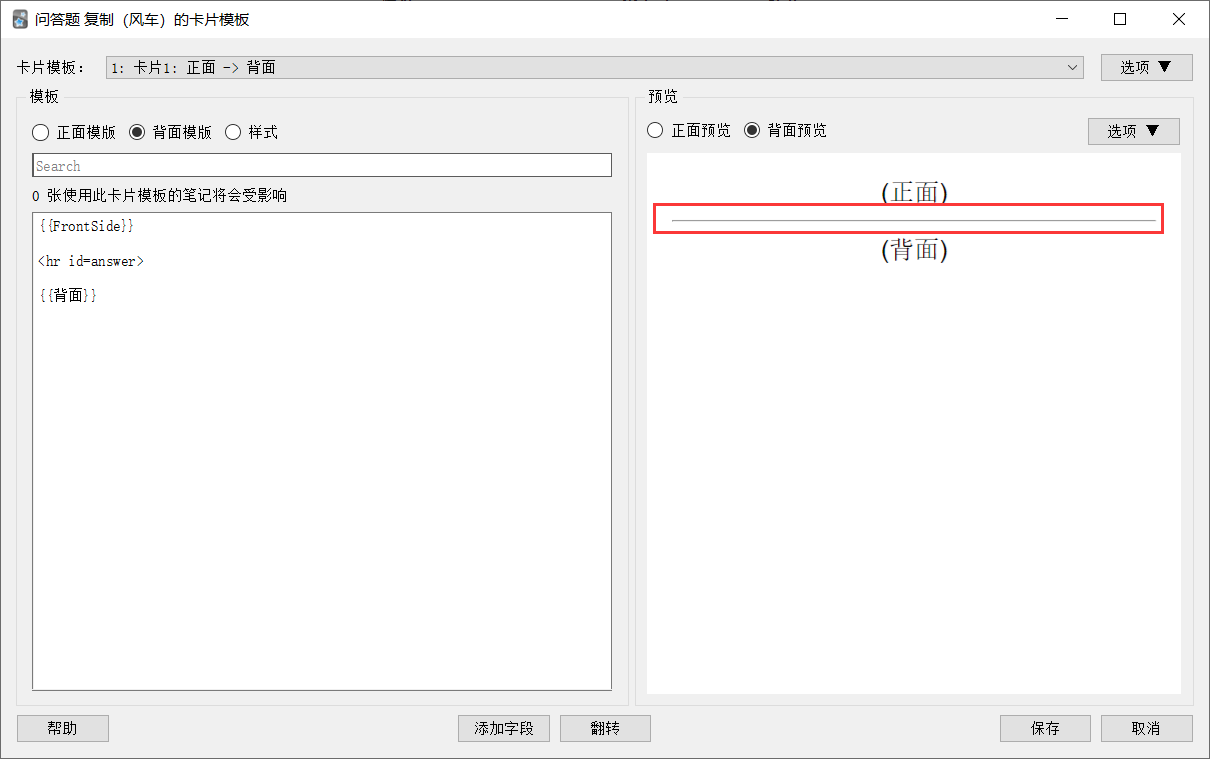 问答题 复制（风车）的卡片模板
卡片模板：
1: 卡片1: 正面 -> 背面
选项 ▼
模板
正面模版
背面模版
样式
Search
0 张使用此卡片模板的笔记将会受影响
{{FrontSide}}
<hr id=answer>
{{背面}}
预览
正面预览
背面预览
选项 ▼
(正面)
(背面)
帮助
添加字段
翻转
保存
取消